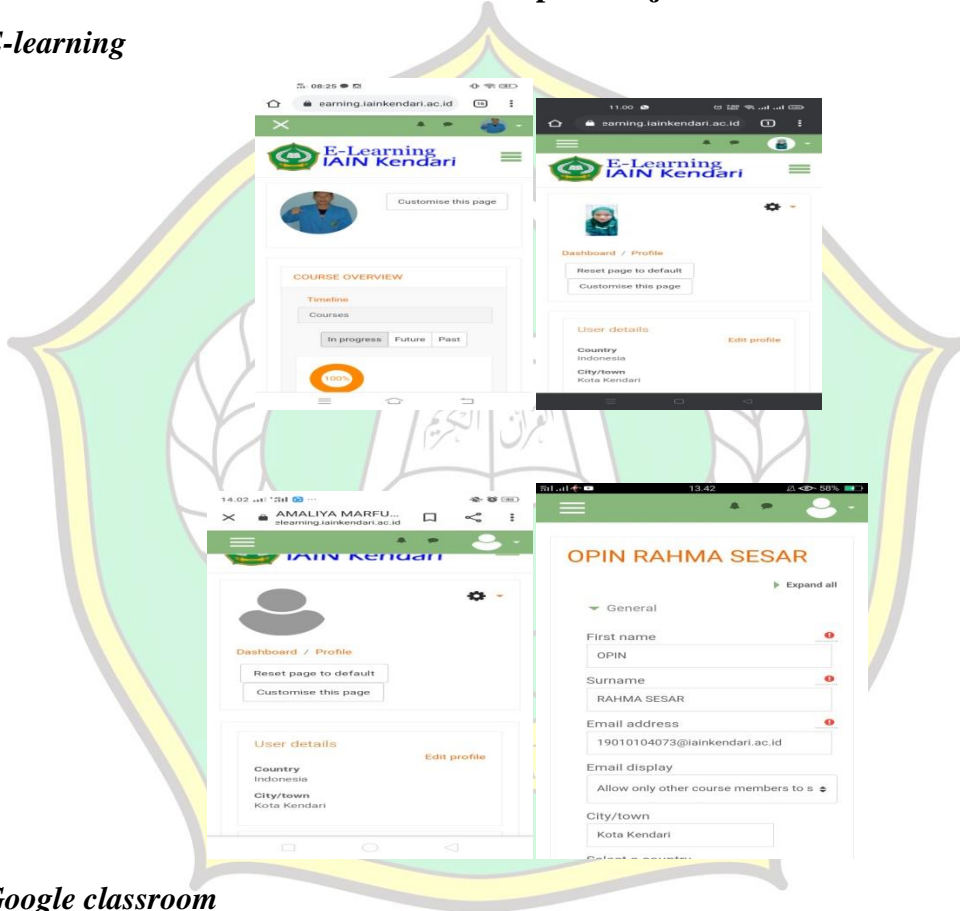 E-learning
08:25
earning.iainkendari.ac.id
16
E-Learning
IAIN Kendari
Customise this page
COURSE OVERVIEW
Timeline
Courses
In progress Future Past
100%
11.00
earning.iainkendari.ac.id
1
E-Learning
IAIN Kendari
Dashboard / Profile
Reset page to default
Customise this page
User details
Edit profile
Country
Indonesia
City/town
Kota Kendari
القرآن الكريم
14.02
AMALIYA MARFU...
elearning.iainkendari.ac.id
IAIN Kendari
Dashboard / Profile
Reset page to default
Customise this page
User details
Edit profile
Country
Indonesia
City/town
Kota Kendari
13.42
58%
OPIN RAHMA SESAR
Expand all
General
First name
OPIN
Surname
RAHMA SESAR
Email address
19010104073@iainkendari.ac.id
Email display
Allow only other course members to s
City/town
Kota Kendari
Select a country
Google classroom